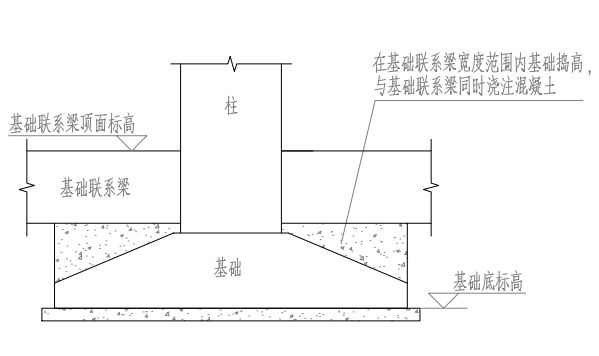 在基础联系梁宽度范围内基础捣高，
与基础联系梁同时浇注混凝土
柱
基础联系梁顶面标高
基础联系梁
基础
基础底标高